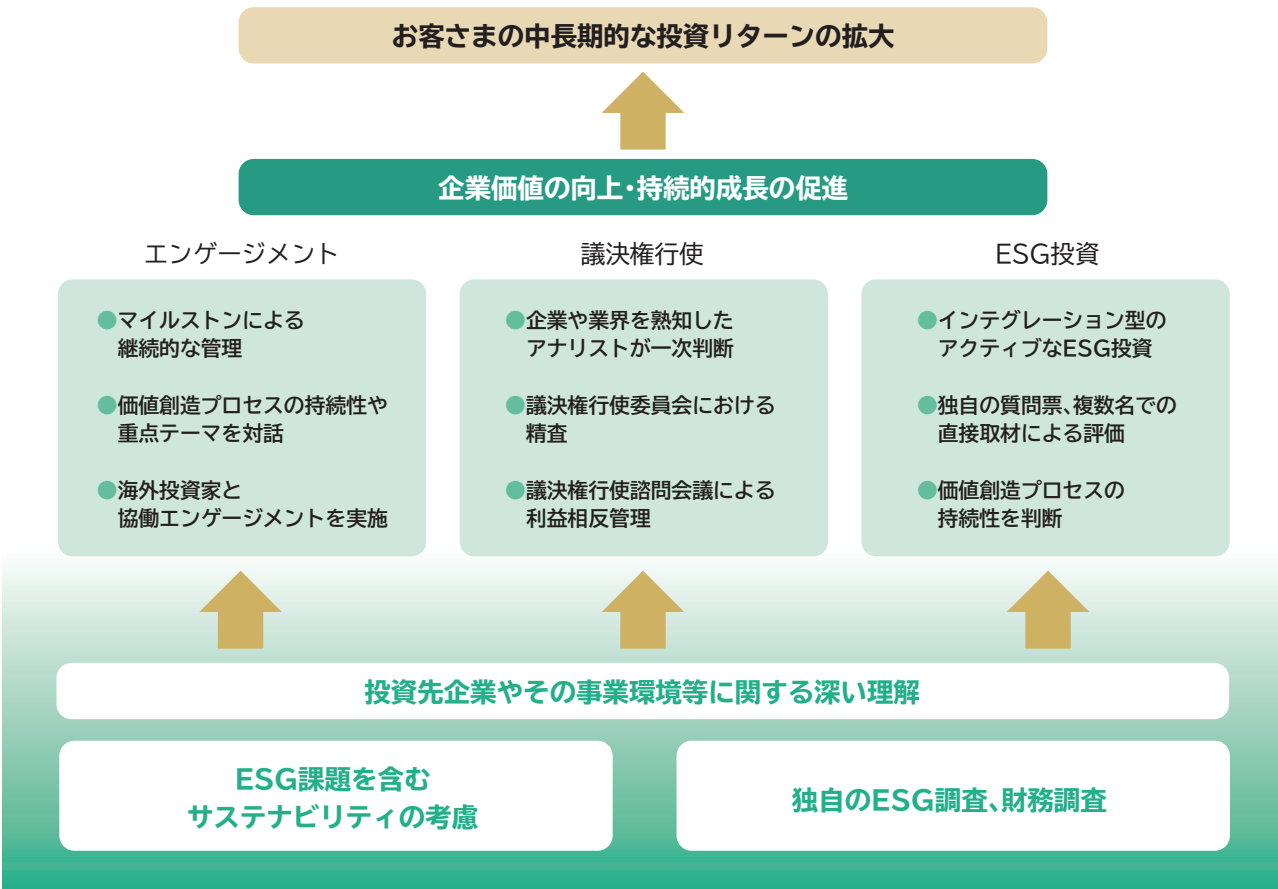 お客さまの中長期的な投資リターンの拡大
企業価値の向上・持続的成長の促進
エンゲージメント
●マイルストンによる
継続的な管理
●価値創造プロセスの持続性や
重点テーマを対話
●海外投資家と
協働エンゲージメントを実施
議決権行使
●企業や業界を熟知した
アナリストが一次判断
●議決権行使委員会における
精査
●議決権行使諮問会議による
利益相反管理
ESG投資
●インテグレーション型の
アクティブなESG投資
●独自の質問票、複数名での
直接取材による評価
●価値創造プロセスの
持続性を判断
投資先企業やその事業環境等に関する深い理解
ESG課題を含む
サステナビリティの考慮
独自のESG調査、財務調査